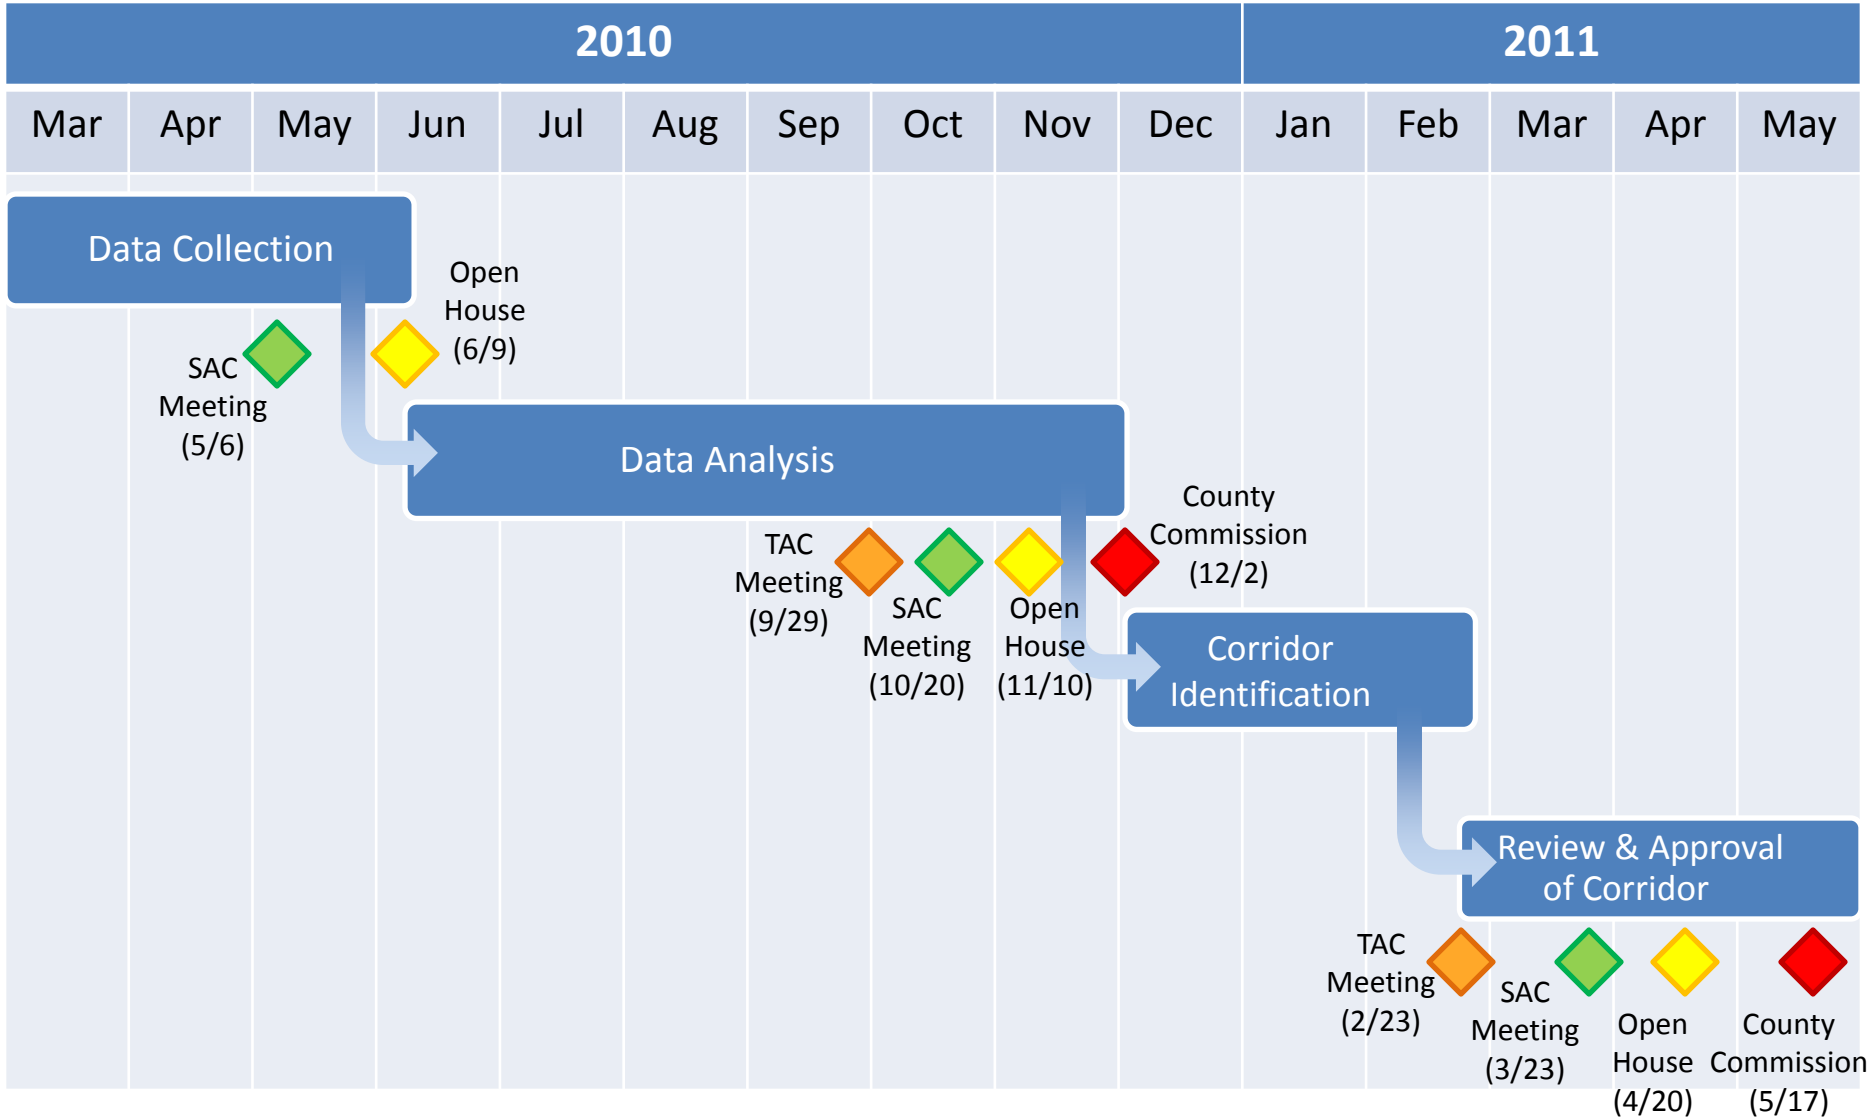 2010
2011
Mar Apr May Jun Jul Aug Sep Oct Nov Dec Jan Feb Mar Apr May
Data Collection
Open
House
(6/9)
SAC
Meeting
(5/6)
Data Analysis
County
Commission
(12/2)
TAC
Meeting
(9/29)
SAC
Meeting
(10/20)
Open
House
(11/10)
Corridor
Identification
Review & Approval
of Corridor
TAC
Meeting
(2/23)
SAC
Meeting
(3/23)
Open
House
(4/20)
County
Commission
(5/17)